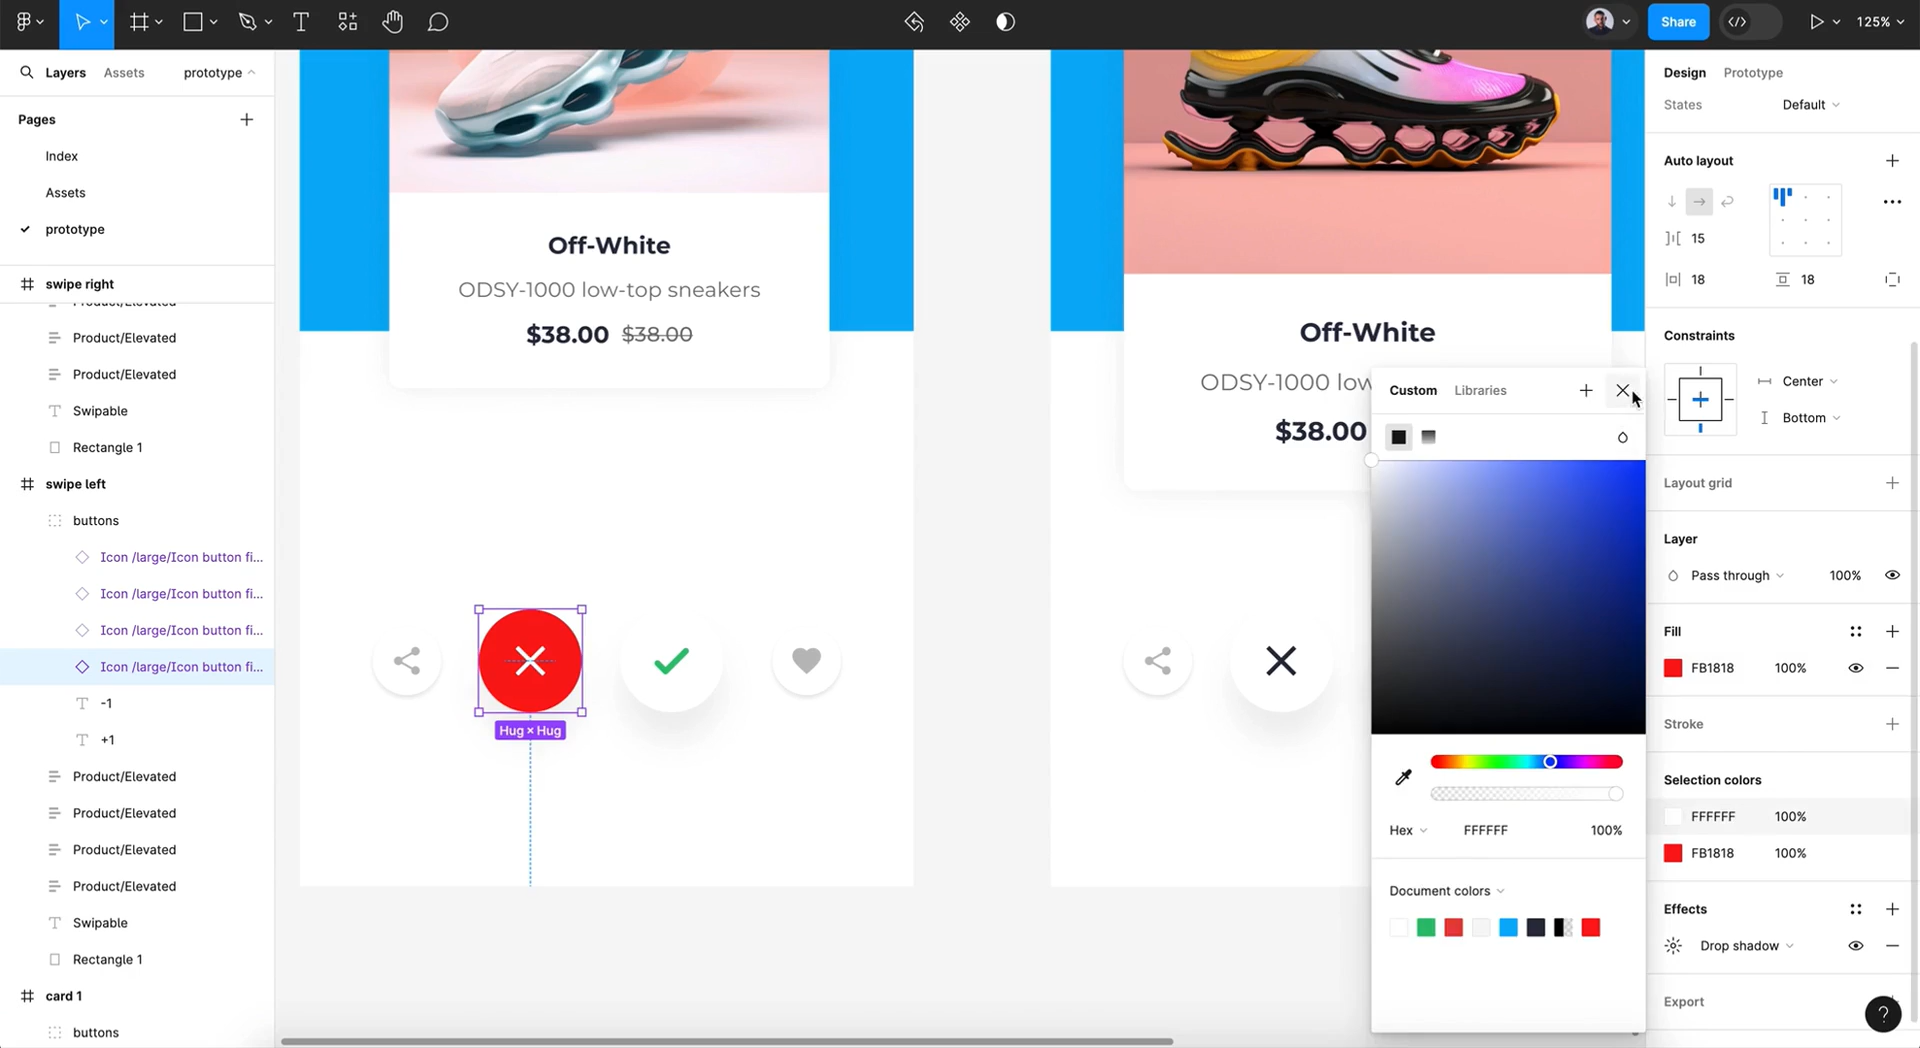 Share
125%
Layers
Assets
prototype
Pages
Index
Assets
prototype
swipe right
Product/Elevated
Product/Elevated
Product/Elevated
Swipable
Rectangle 1
swipe left
buttons
Icon /large/Icon button fi...
Icon /large/Icon button fi...
Icon /large/Icon button fi...
Icon /large/Icon button fi...
-1
+1
Product/Elevated
Product/Elevated
Product/Elevated
Product/Elevated
Swipable
Rectangle 1
card 1
buttons
Off-White
ODSY-1000 low-top sneakers
$38.00 $38.00
Hug × Hug
Off-White
ODSY-1000 low
$38.00
Custom
Libraries
Hex
FFFFFF
100%
Document colors
Design
Prototype
States
Default
Auto layout
15
18
18
Constraints
Center
Bottom
Layout grid
Layer
Pass through
100%
Fill
FB1818
100%
Stroke
Selection colors
FFFFFF
100%
FB1818
100%
Effects
Drop shadow
Export
?